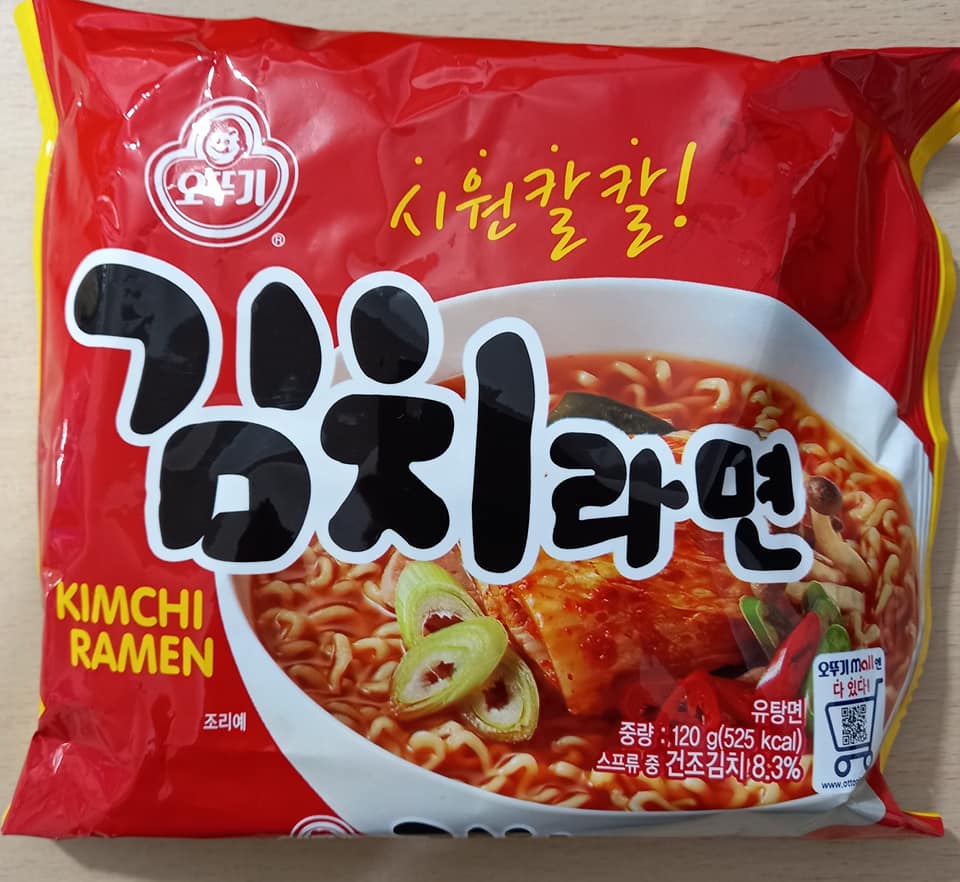 오뚜기
®
시원칼칼!
김치라면
KIMCHI
RAMEN
조리예
유탕면
중량 : 120 g(525 kcal)
스프류 중 건조김치 8.3%
오뚜기 mall엔
다 있다!